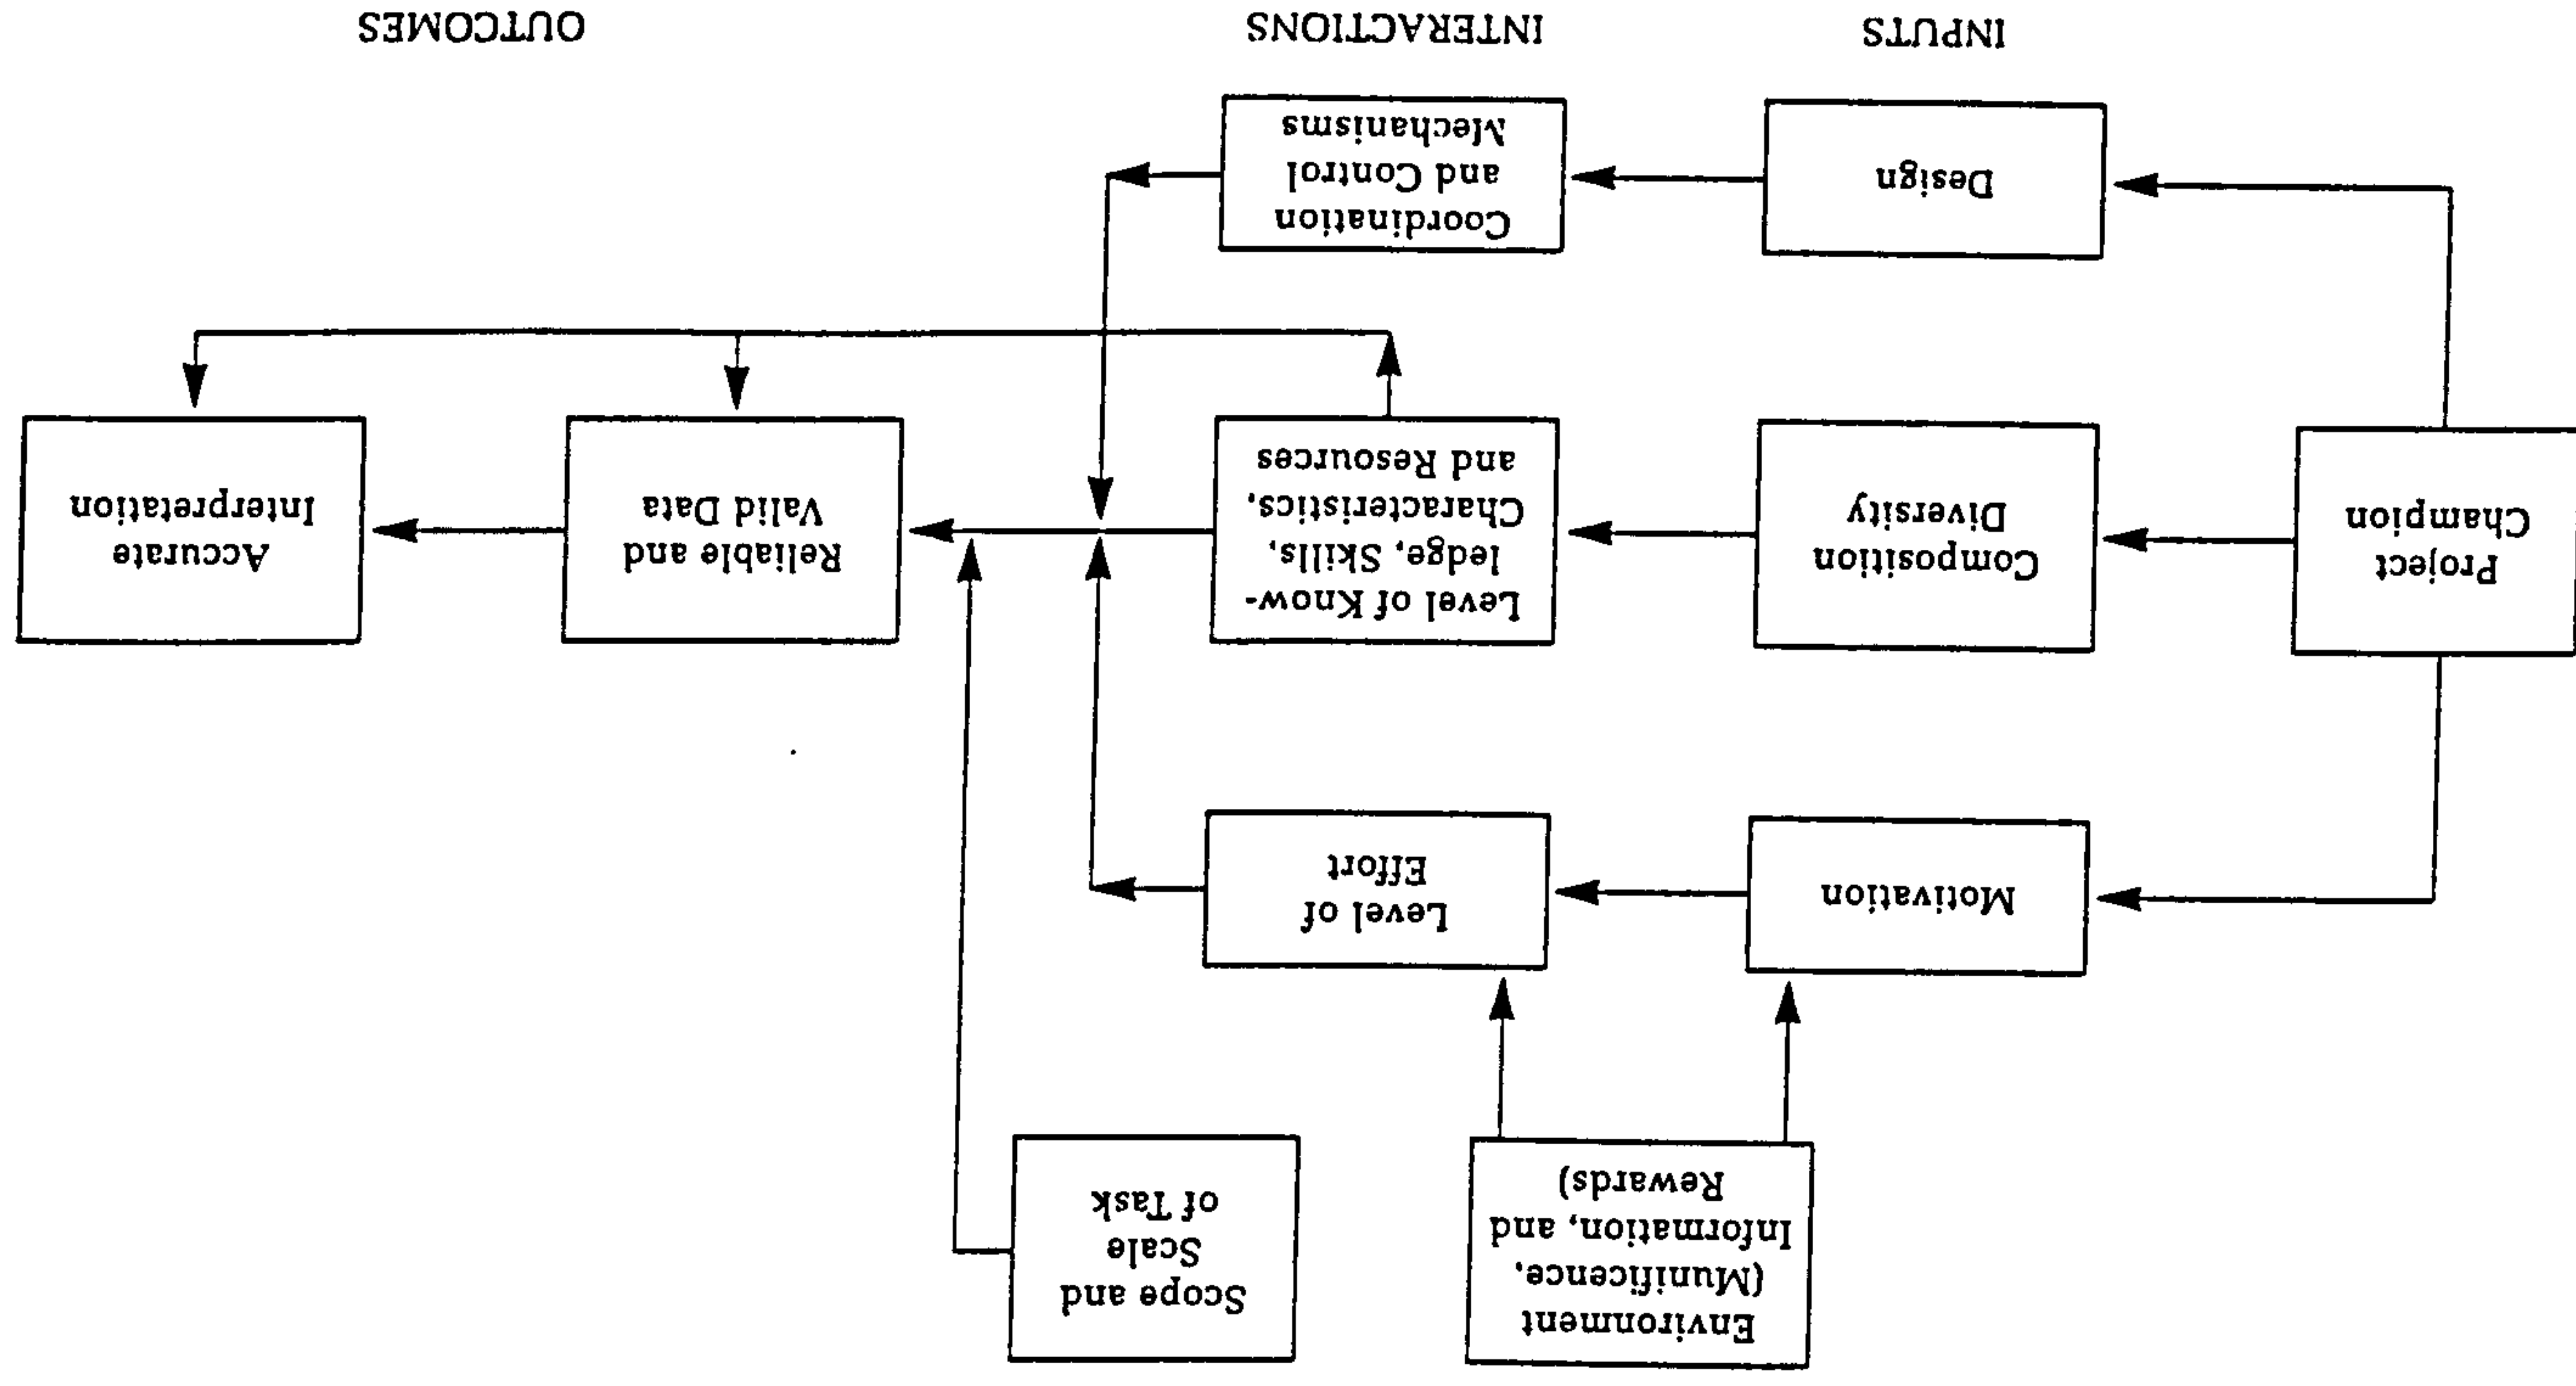 Environment
(Munificence,
Information, and
Rewards)
Scope and
Scale
of Task
Motivation
Level of
Effort
Project
Champion
Composition
Diversity
Level of Know-
ledge, Skills,
Characteristics,
and Resources
Reliable and
Valid Data
Accurate
Interpretation
Design
Coordination
and Control
Mechanisms
INPUTS
INTERACTIONS
OUTCOMES